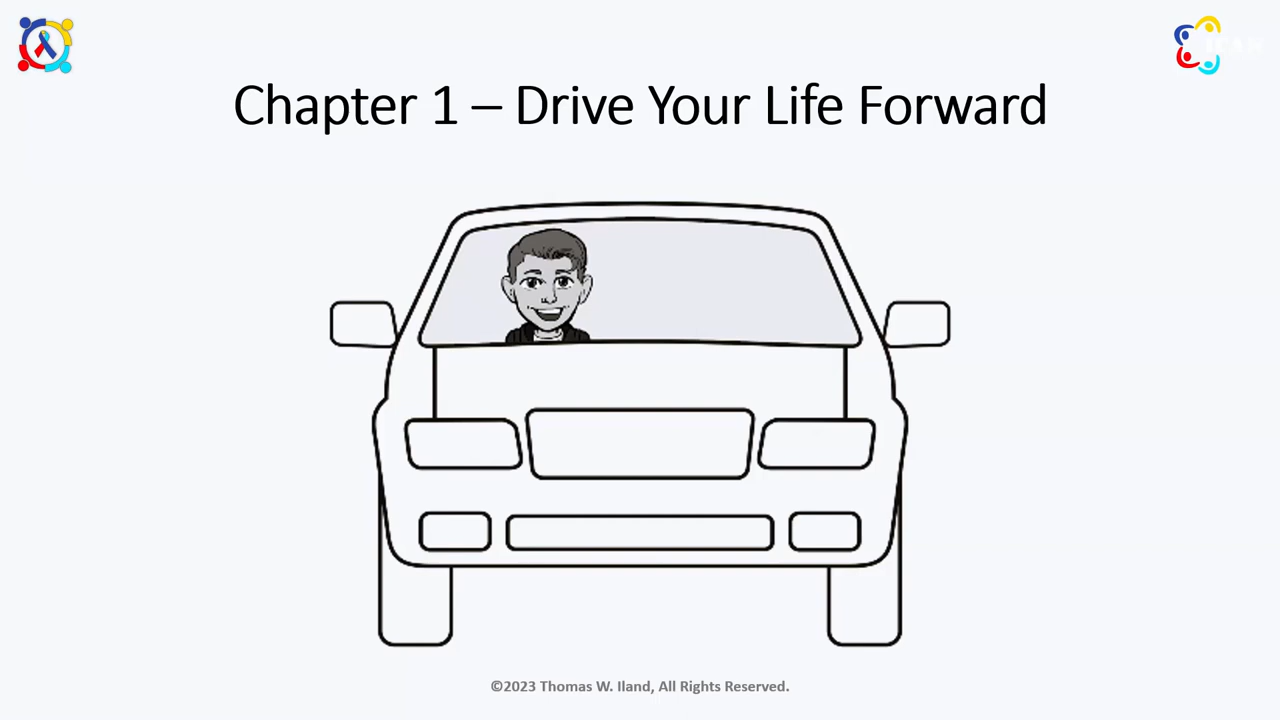 Chapter 1 – Drive Your Life Forward
©2023 Thomas W. Iland, All Rights Reserved.